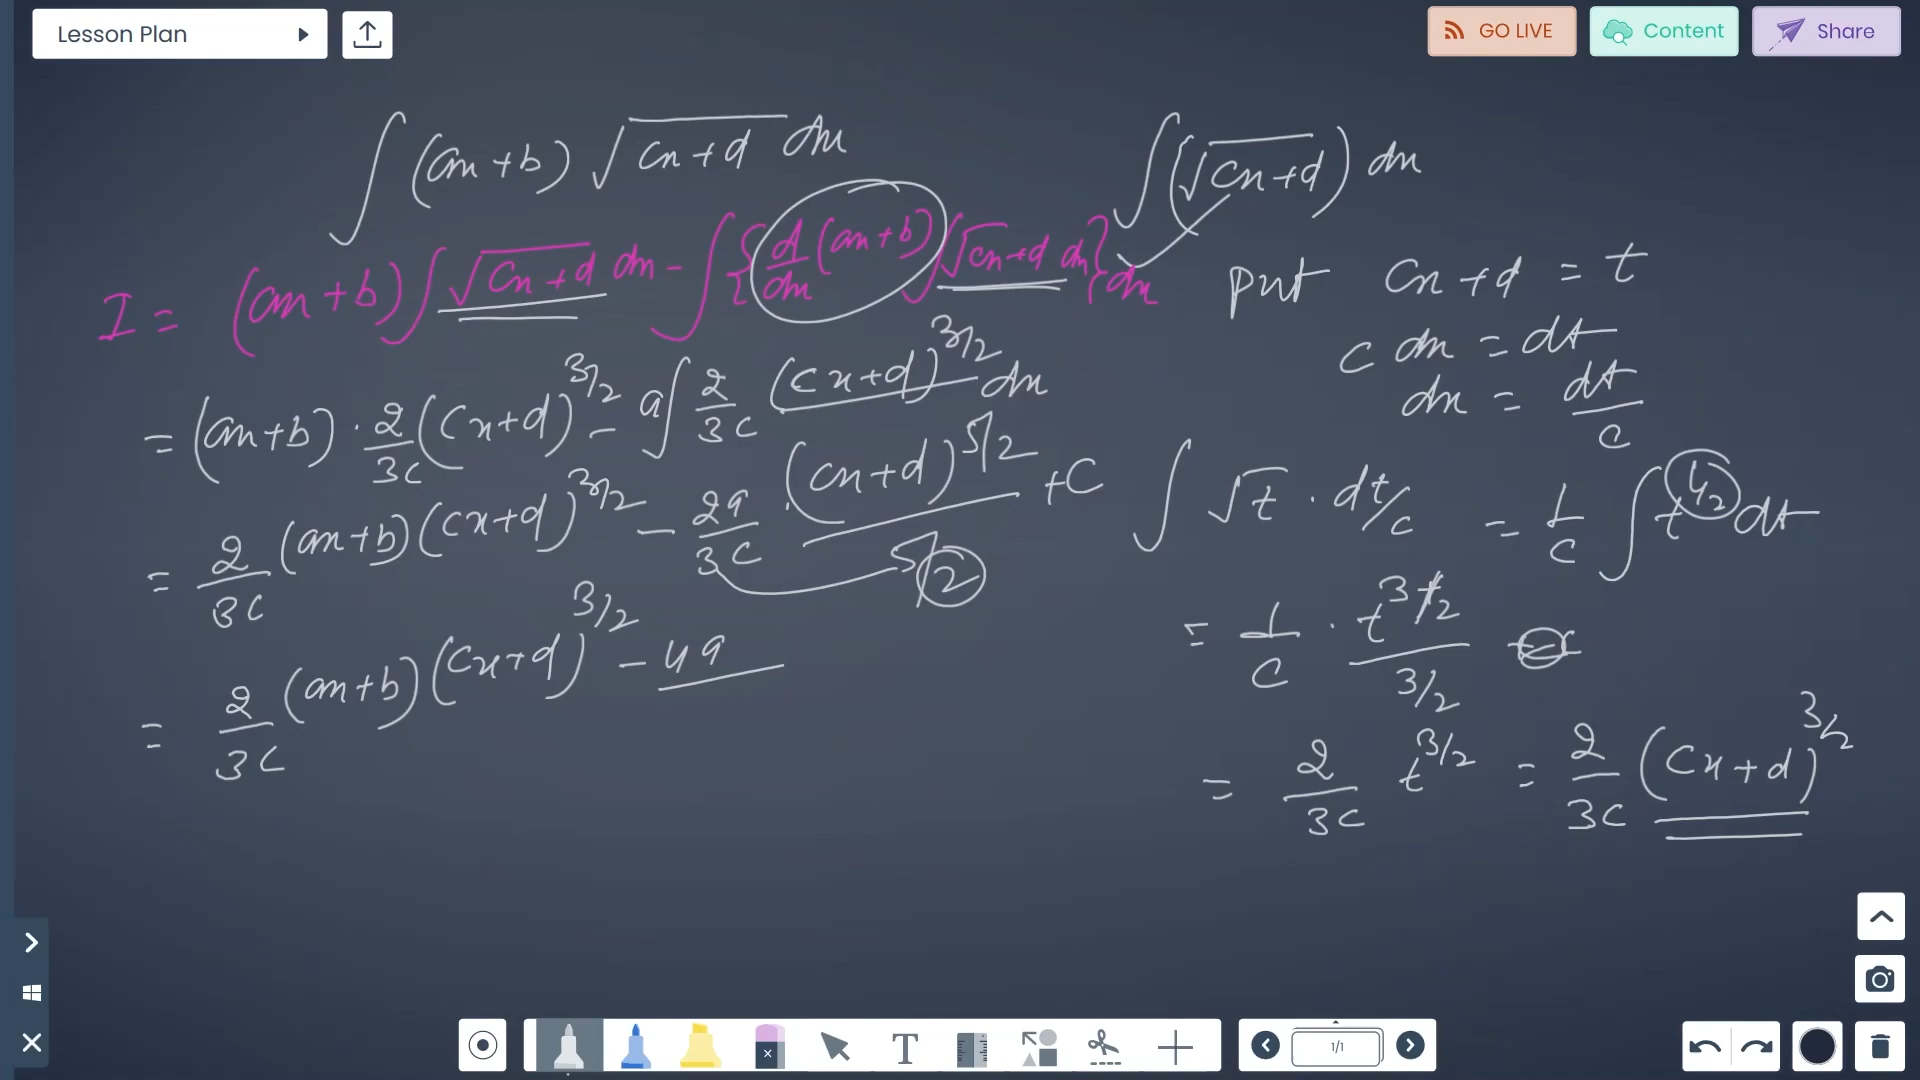 Lesson Plan
GO LIVE
Content
Share
∫ (ax+b) √(cx+d) dx
I = (ax+b) ∫ √(cx+d) dx - ∫ { d/dx (ax+b) ∫ √(cx+d) dx } dx
= (ax+b) · 2/3c (cx+d)^3/2 - a ∫ 2/3c (cx+d)^3/2 dx
= 2/3c (ax+b) (cx+d)^3/2 - 2a/3c · (cx+d)^5/2 / 5/2 + C
= 2/3c (ax+b) (cx+d)^3/2 - 4a
∫ (√(cx+d)) dx
put cx+d = t
c dx = dt
dx = dt/c
∫ √t · dt/c = 1/c ∫ t^1/2 dt
= 1/c · t^3/2 / 3/2
= 2/3c t^3/2 = 2/3c (cx+d)^3/2
1/1